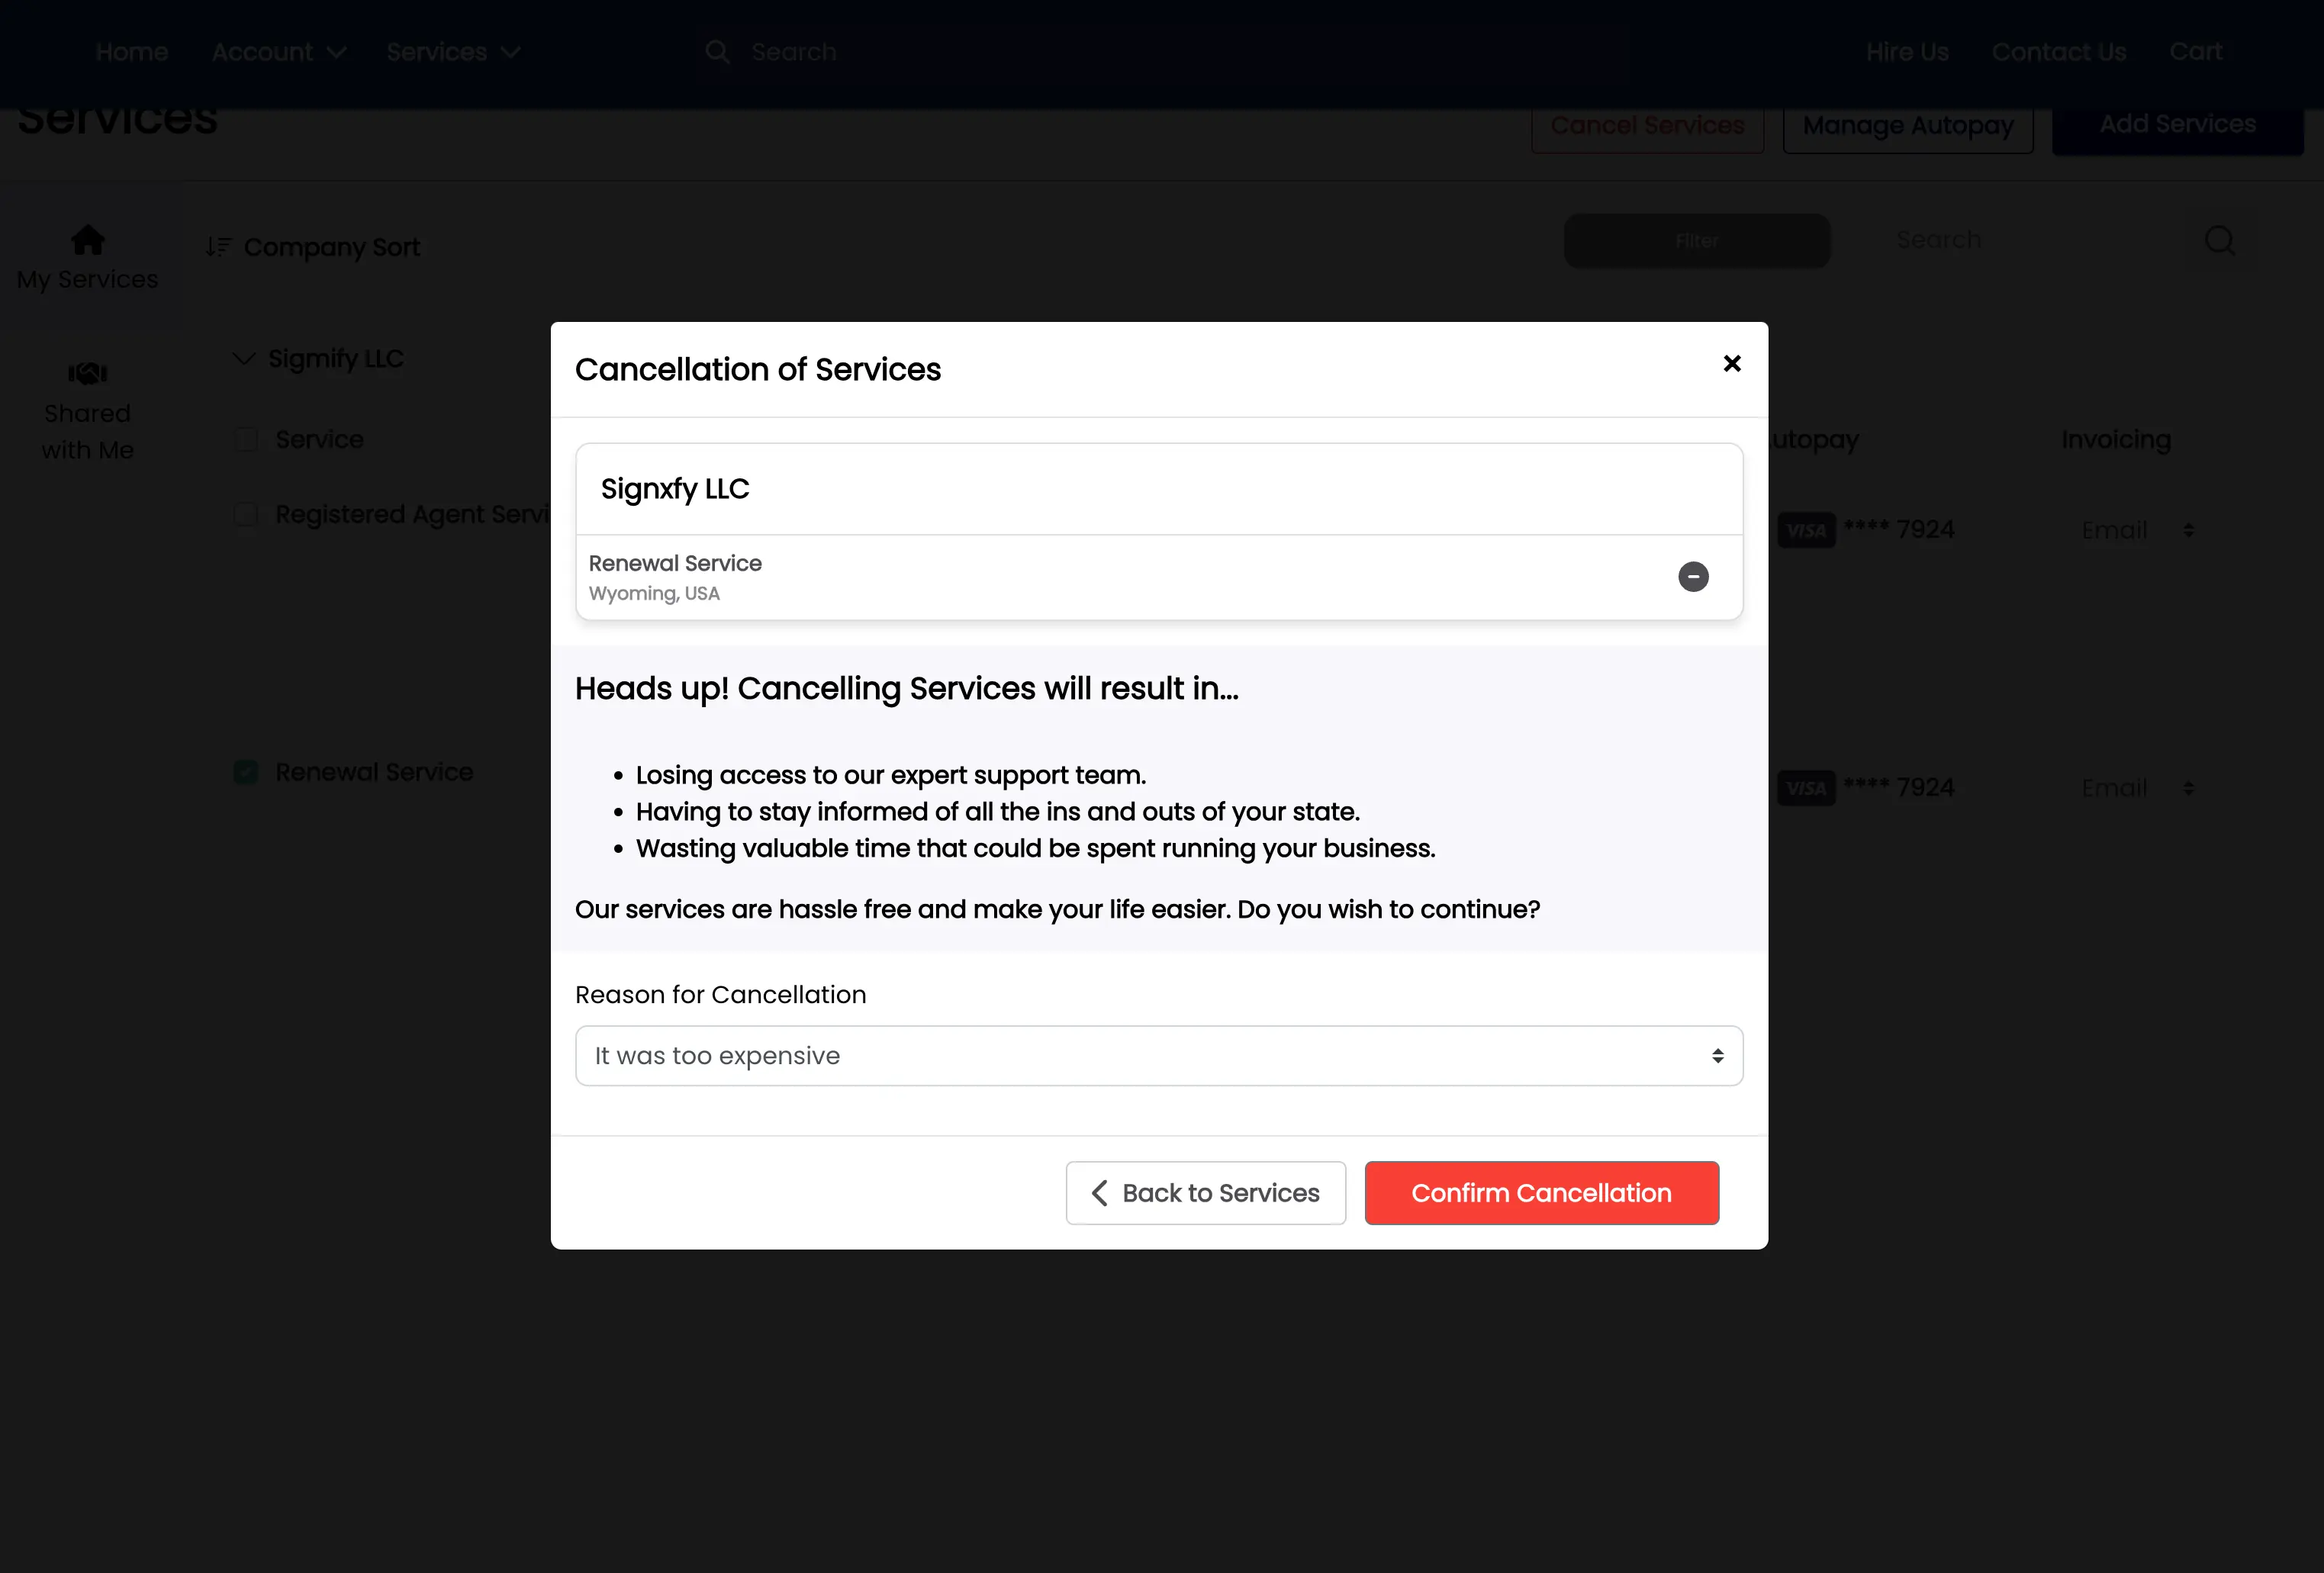 Home Account Services Search Hire Us Contact Us Cart
Services Cancel Services Manage Autopay Add Services
My Services
Company Sort Filter Search
Shared
with Me
Sigmify LLC
Service utopay Invoicing
Registered Agent Servi VISA **** 7924 Email
Renewal Service VISA **** 7924 Email
Cancellation of Services
Signxfy LLC
Renewal Service
Wyoming, USA
Heads up! Cancelling Services will result in...
• Losing access to our expert support team.
• Having to stay informed of all the ins and outs of your state.
• Wasting valuable time that could be spent running your business.
Our services are hassle free and make your life easier. Do you wish to continue?
Reason for Cancellation
It was too expensive
Back to Services Confirm Cancellation